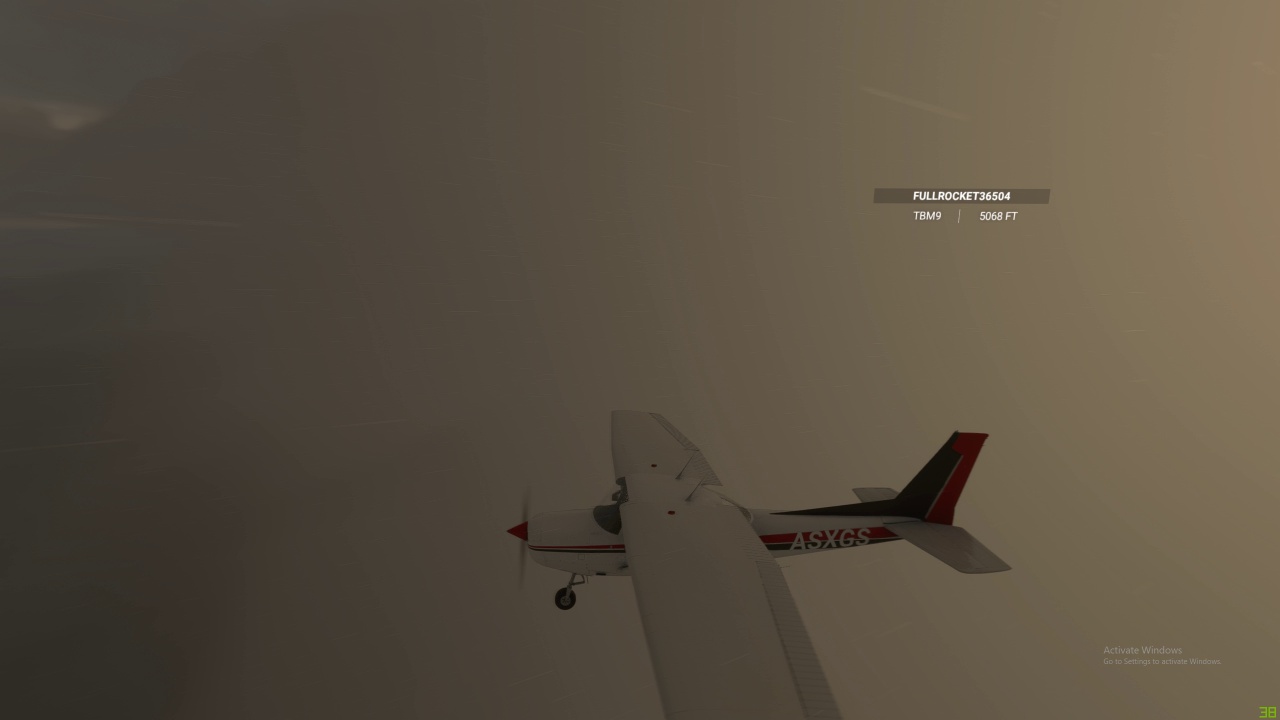 FULLROCKET36504
TBM9 | 5068 FT
ASXGS
Activate Windows
Go to Settings to activate Windows.
38